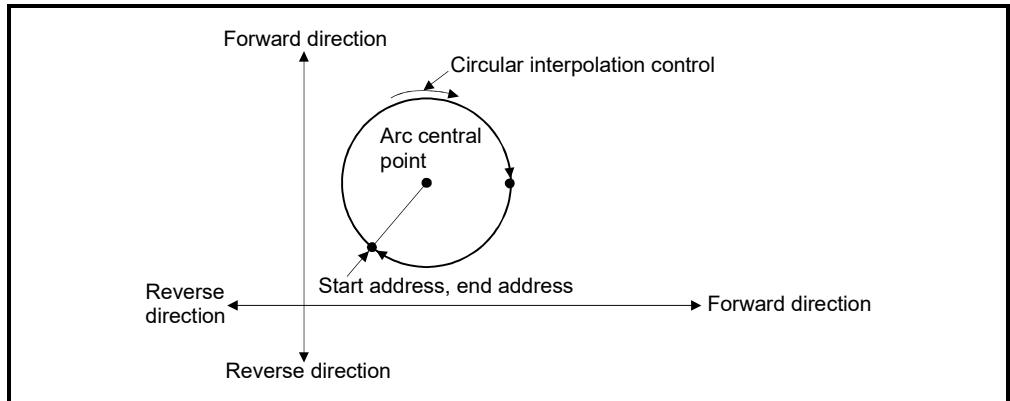 Forward direction
Circular interpolation control
Arc central
point
Start address, end address
Reverse
direction
Forward direction
Reverse direction